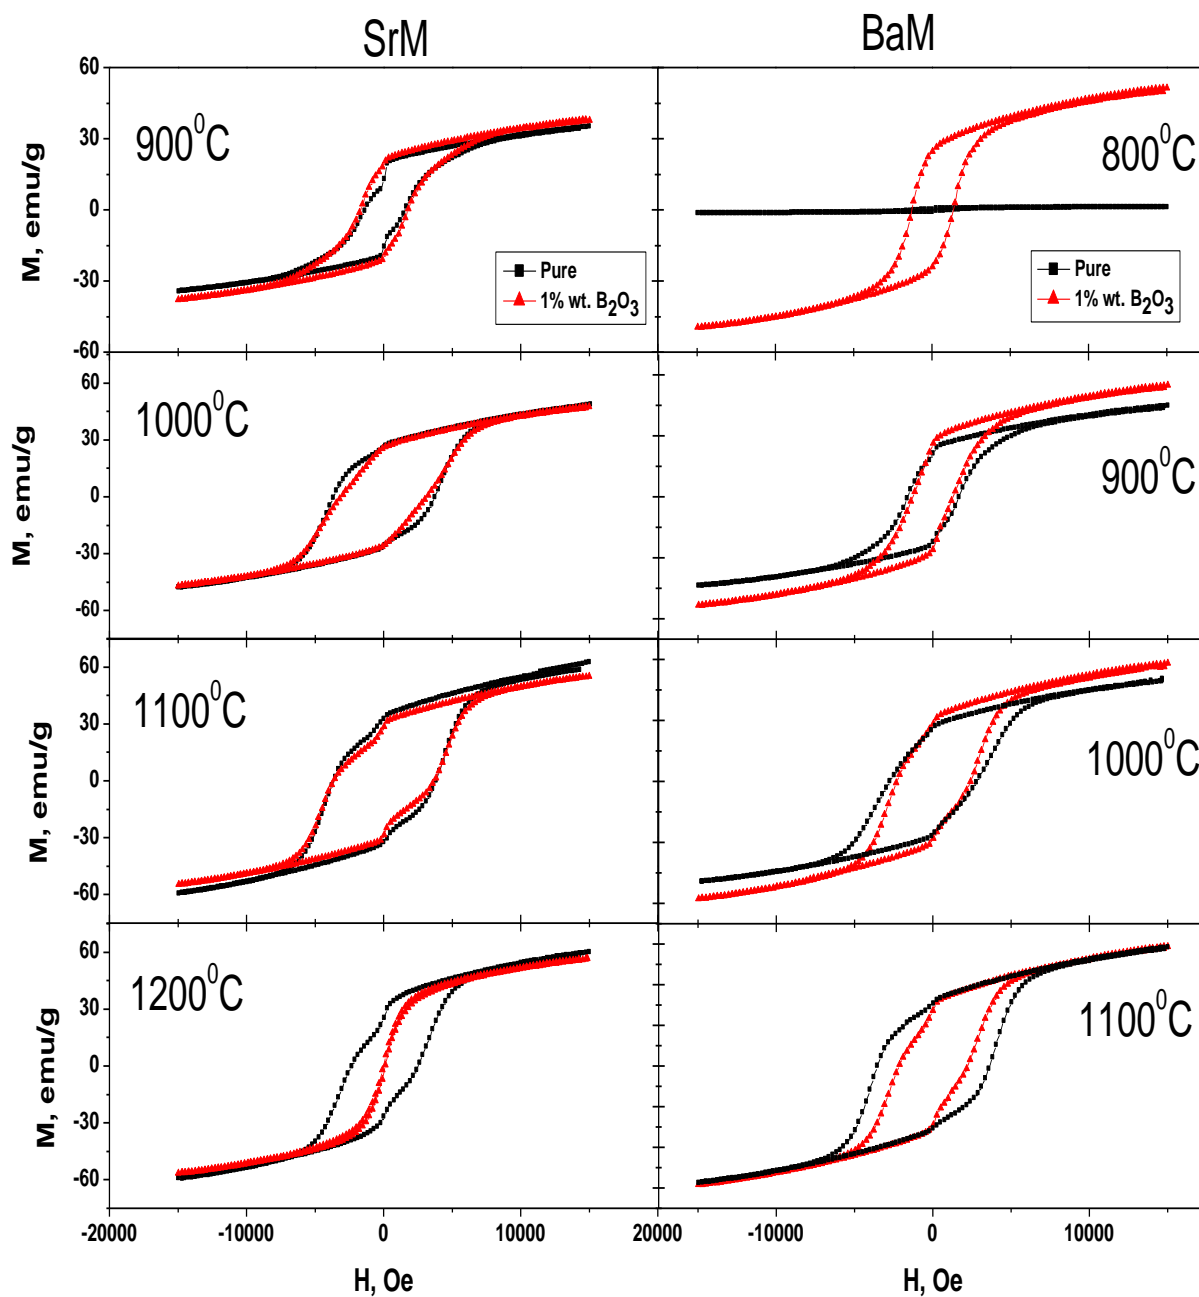 SrM
BaM
60
30
0
-30
-60
M, emu/g
900⁰C
Pure
1% wt. B₂O₃
800⁰C
Pure
1% wt. B₂O₃
60
30
0
-30
-60
M, emu/g
1000⁰C
900⁰C
60
30
0
-30
-60
M, emu/g
1100⁰C
1000⁰C
60
30
0
-30
-60
M, emu/g
1200⁰C
1100⁰C
-20000 -10000 0 10000 20000 -10000 0 10000
H, Oe
H, Oe